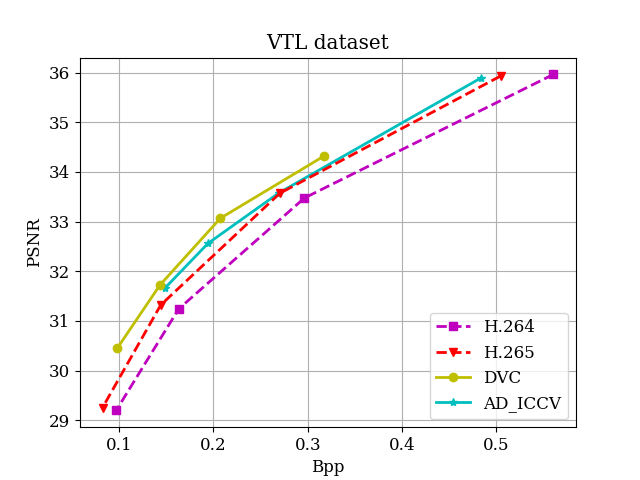 VTL dataset
PSNR
36
35
34
33
32
31
30
29
0.1 0.2 0.3 0.4 0.5
Bpp
H.264
H.265
DVC
AD_ICCV